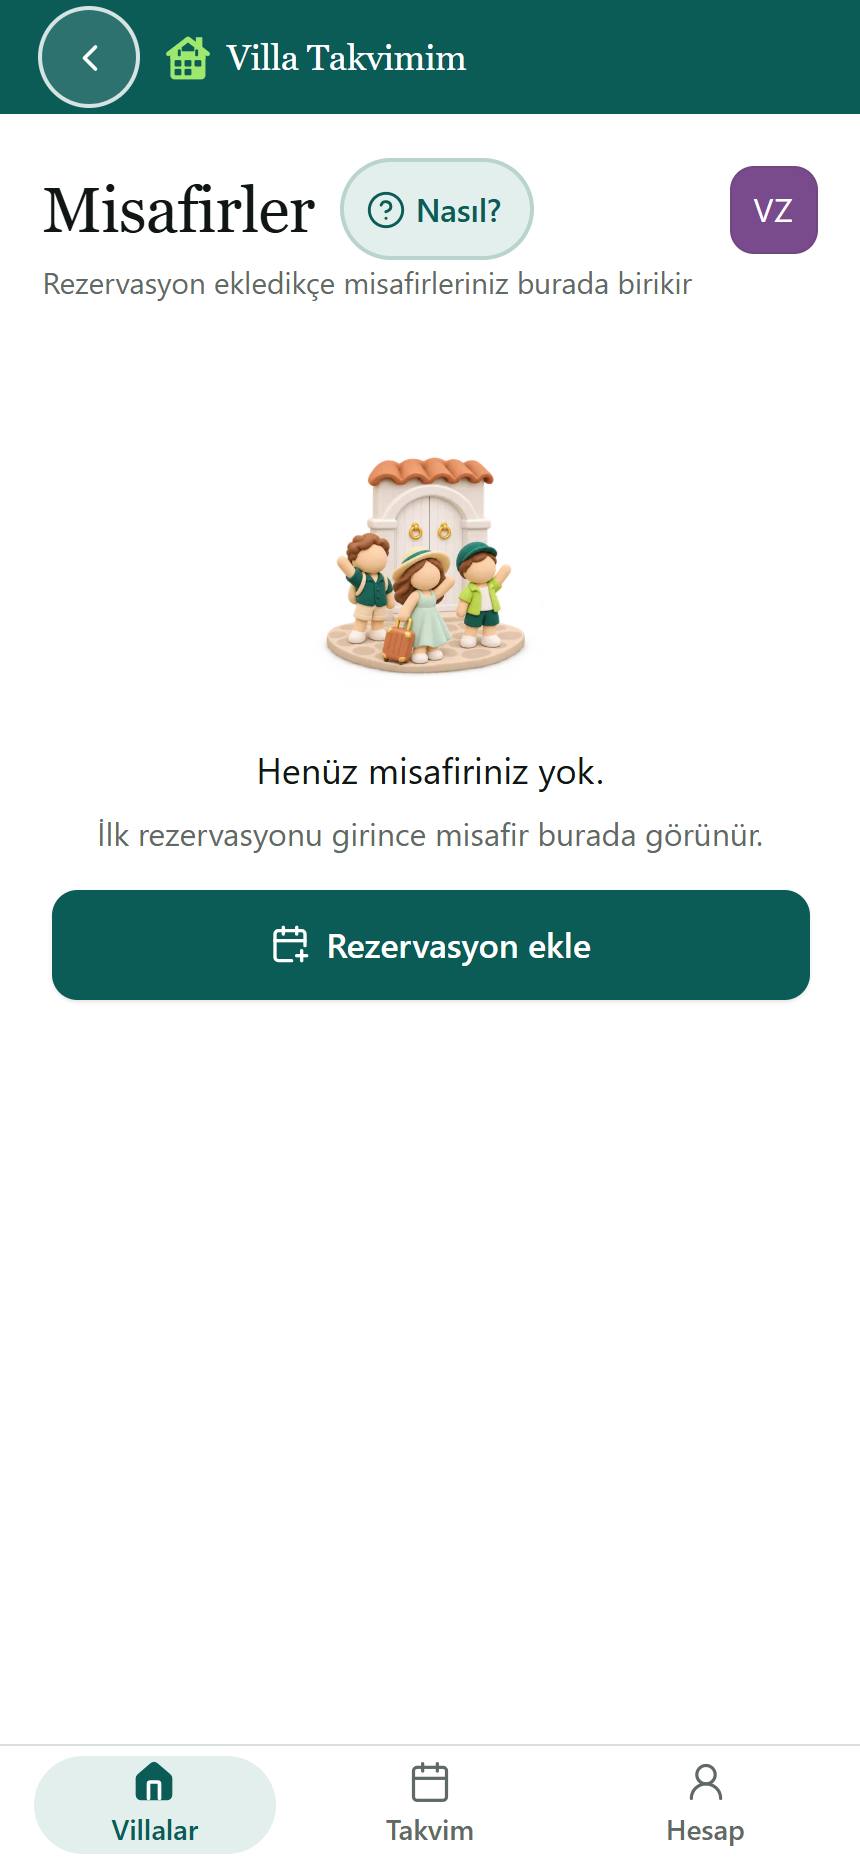 Villa Takvimim
Misafirler
Nasıl?
VZ
Rezervasyon ekledikçe misafirleriniz burada birikir
Henüz misafiriniz yok.
İlk rezervasyonu girince misafir burada görünür.
Rezervasyon ekle
Villalar
Takvim
Hesap